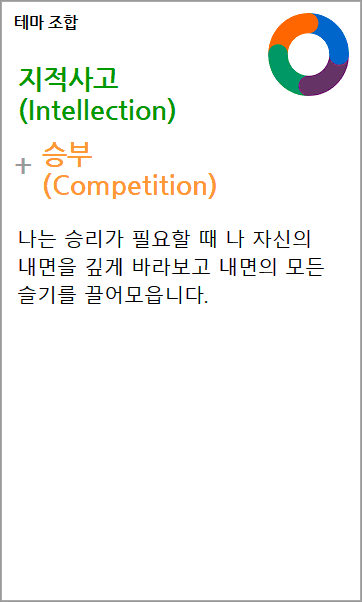 테마 조합
지적사고
(Intellection)
+ 승부
(Competition)
나는 승리가 필요할 때 나 자신의
내면을 깊게 바라보고 내면의 모든
슬기를 끌어모읍니다.